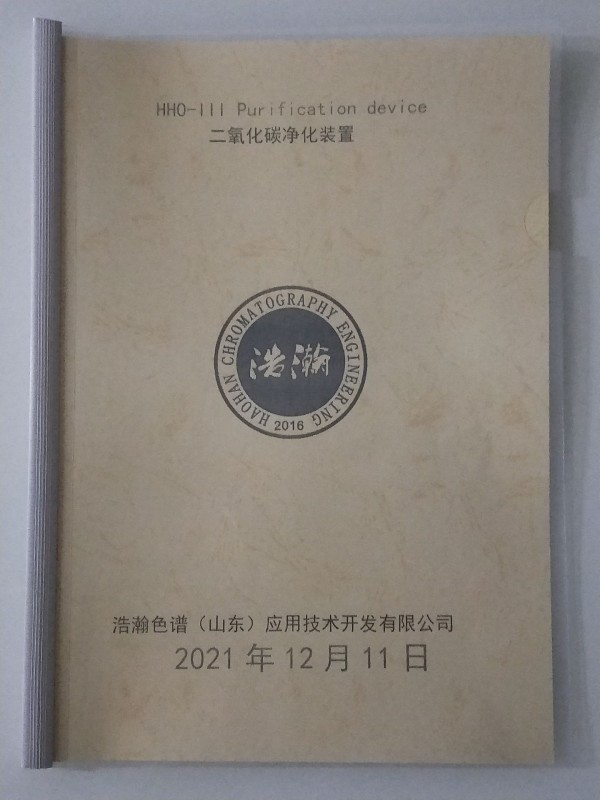 HHO-III Purification device
二氧化碳净化装置
HAOHAN CHROMATOGRAPHY ENGINEERING
浩瀚
2016
浩瀚色谱（山东）应用技术开发有限公司
2021 年 12 月 11 日